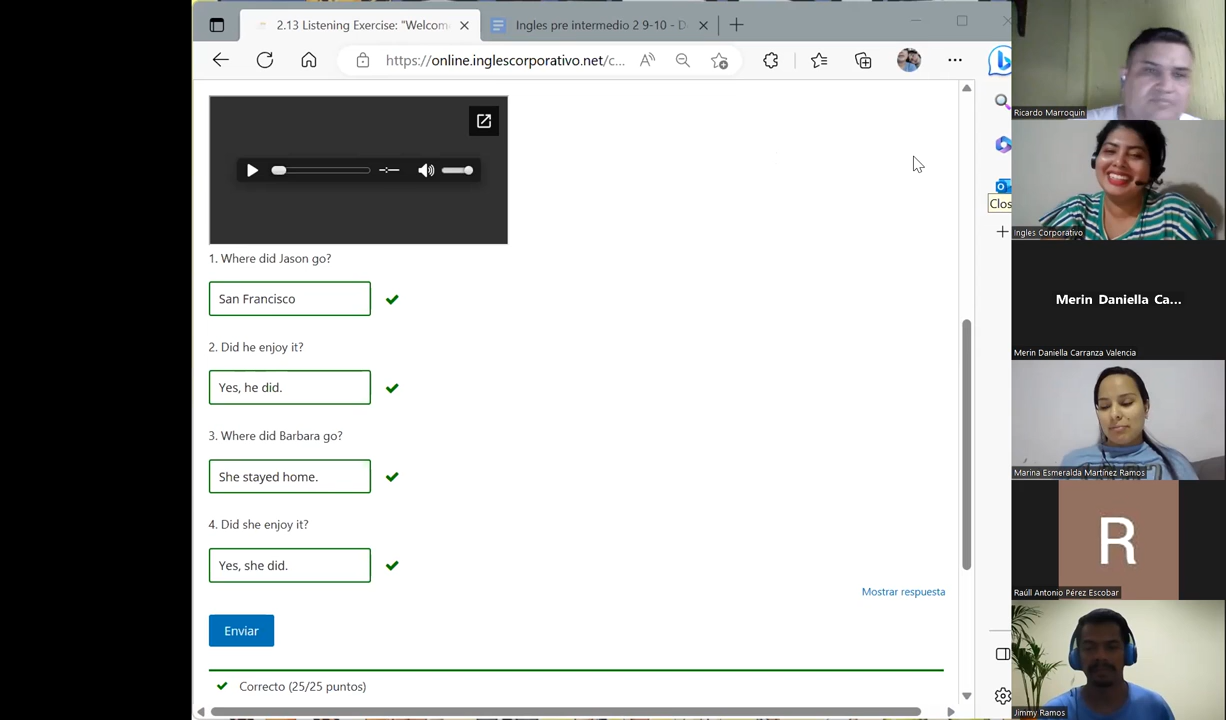 2.13 Listening Exercise: "Welcom
Ingles pre intermedio 2 9-10 - D
https://online.inglescorporativo.net/c...
1. Where did Jason go?
San Francisco
2. Did he enjoy it?
Yes, he did.
3. Where did Barbara go?
She stayed home.
4. Did she enjoy it?
Yes, she did.
Mostrar respuesta
Enviar
Correcto (25/25 puntos)
Clos
Ricardo Marroquin
Ingles Corporativo
Merin Daniella Ca...
Merin Daniella Carranza Valencia
Marina Esmeralda Martínez Ramos
R
Raúll Antonio Pérez Escobar
Jimmy Ramos